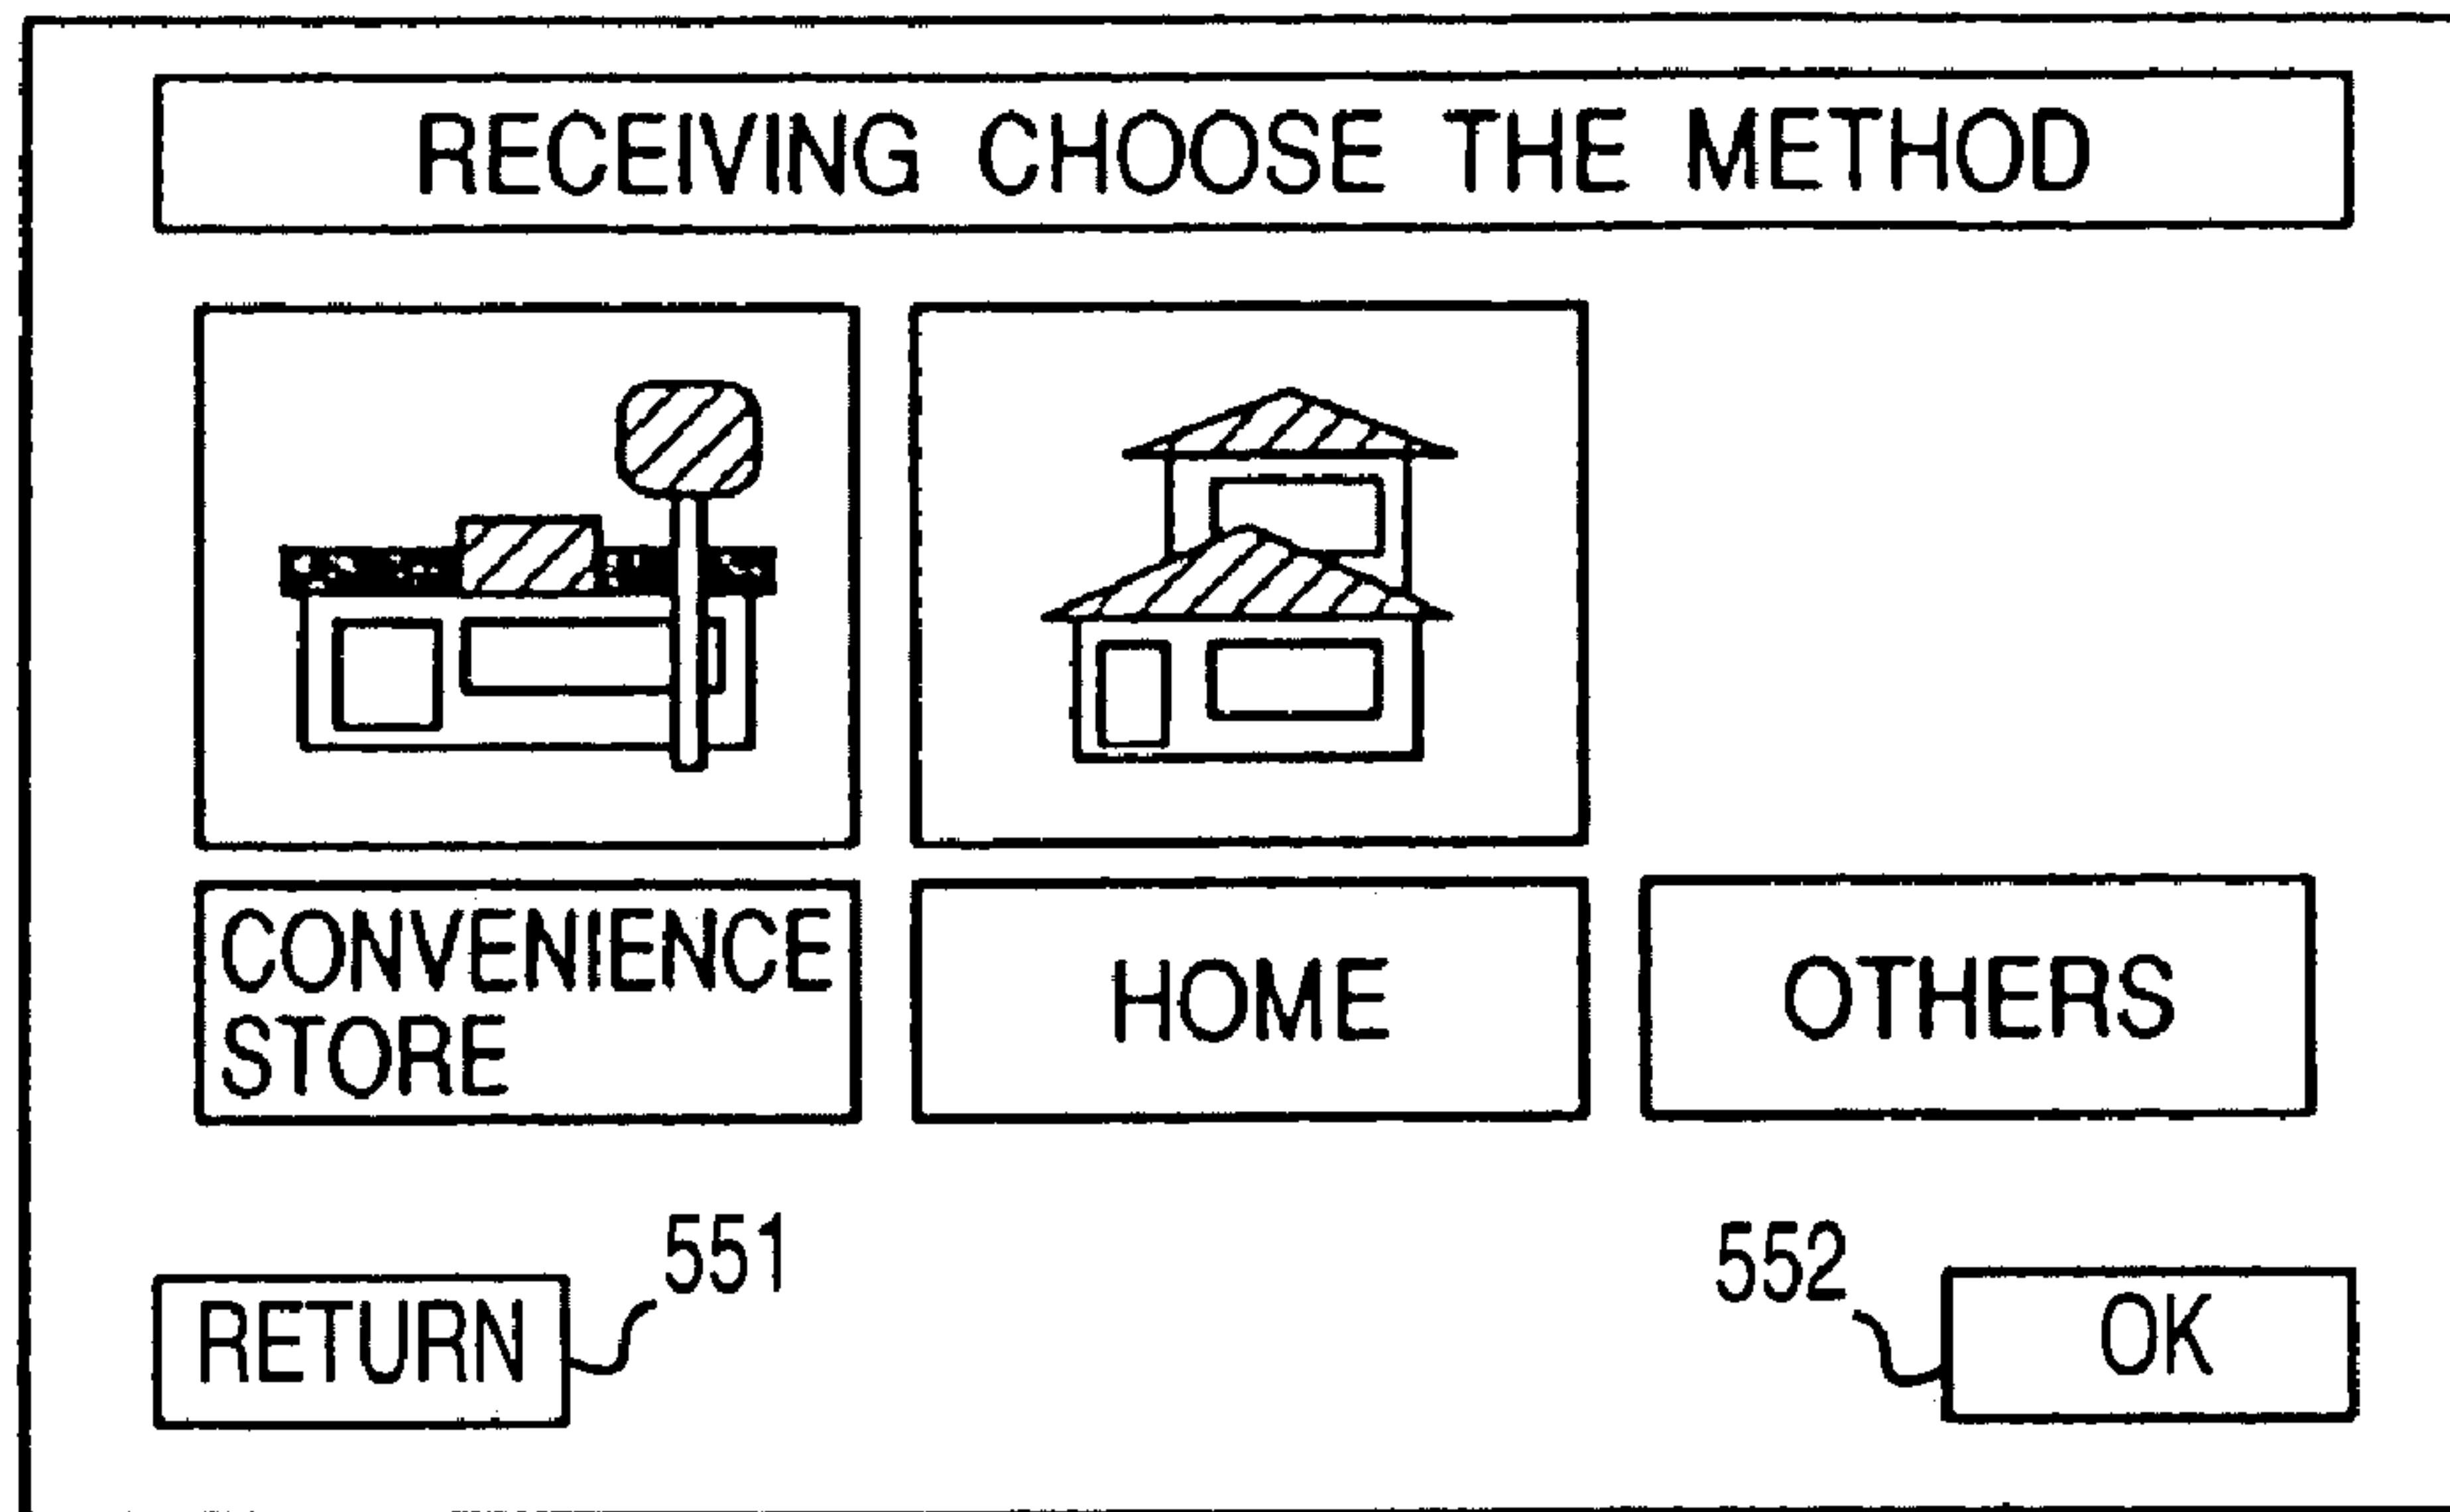 RECEIVING CHOOSE THE METHOD
CONVENIENCE
STORE
HOME
OTHERS
551
552
RETURN
OK